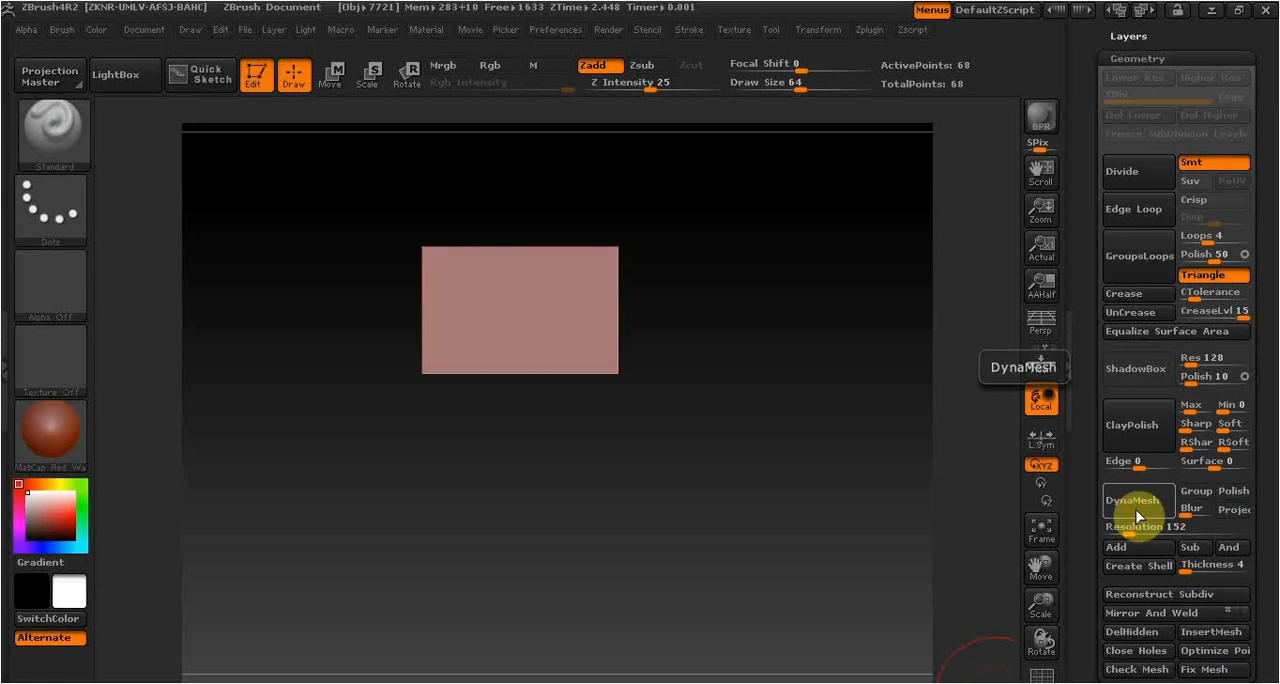 ZBrush4R2 [ZKNR-UMLV-AFSJ-BAHC] ZBrush Document [Obj▸7721] Mem▸283+10 Free▸1633 ZTime▸2.448 Timer▸0.001 Menus DefaultZScript
Alpha Brush Color Document Draw Edit File Layer Light Macro Marker Material Movie Picker Preferences Render Stencil Stroke Texture Tool Transform Zplugin Zscript
Projection Master
LightBox
Quick Sketch
Edit
Draw
Move
Scale
Rotate
Mrgb Rgb M
Rgb Intensity
Zadd Zsub Zcut
Z Intensity 25
Focal Shift 0
Draw Size 64
ActivePoints: 68
TotalPoints: 68
Standard
Dots
Alpha Off
Texture Off
MatCap Red Wa
Gradient
SwitchColor
Alternate
BPR
SPix
Scroll
Zoom
Actual
AAHalf
Persp
DynaMesh
Local
L.Sym
XYZ
Y
Z
Frame
Move
Scale
Rotate
Layers
Geometry
Lower Res Higher Res
SDiv Cage
Del Lower Del Higher
Freeze SubDivision Levels
Divide Smt
Suv ReUV
Edge Loop Crisp
Disp
GroupsLoops Loops 4
Polish 50
Triangle
Crease CTolerance
UnCrease CreaseLvl 15
Equalize Surface Area
ShadowBox Res 128
Polish 10
ClayPolish Max Min 0
Sharp Soft
RShar RSoft
Edge 0 Surface 0
DynaMesh Group Polish
Blur Projec
Resolution 152
Add Sub And
Create Shell Thickness 4
Reconstruct Subdiv
Mirror And Weld
DelHidden InsertMesh
Close Holes Optimize Poi
Check Mesh Fix Mesh